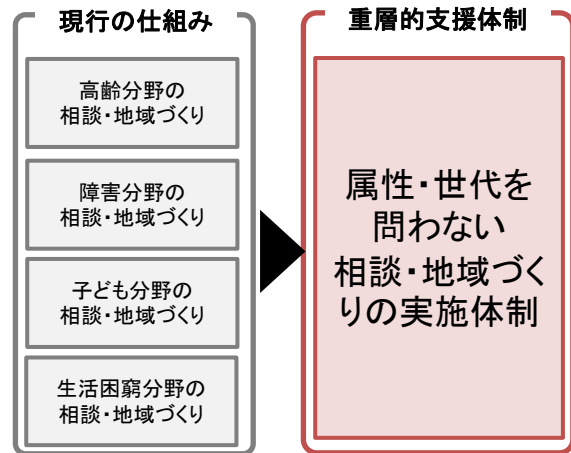 現行の仕組み
高齢分野の
相談・地域づくり
障害分野の
相談・地域づくり
子ども分野の
相談・地域づくり
生活困窮分野の
相談・地域づくり
重層的支援体制
属性・世代を
問わない
相談・地域づく
りの実施体制